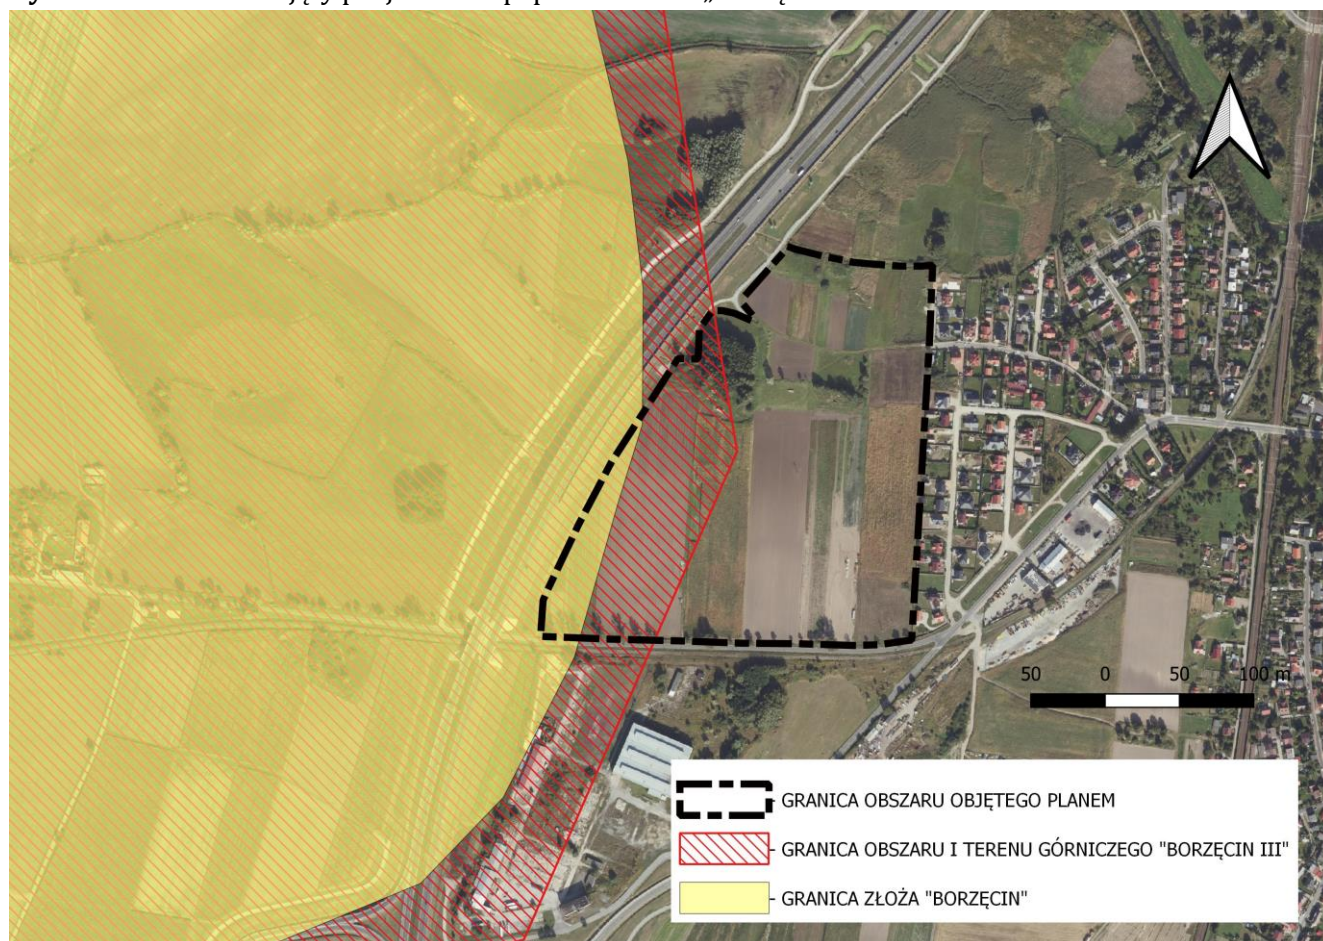 50 0 50 100 m
GRANICA OBSZARU OBJĘTEGO PLANEM
- GRANICA OBSZARU I TERENU GÓRNICZEGO "BORZĘCIN III"
- GRANICA ZŁOŻA "BORZĘCIN"